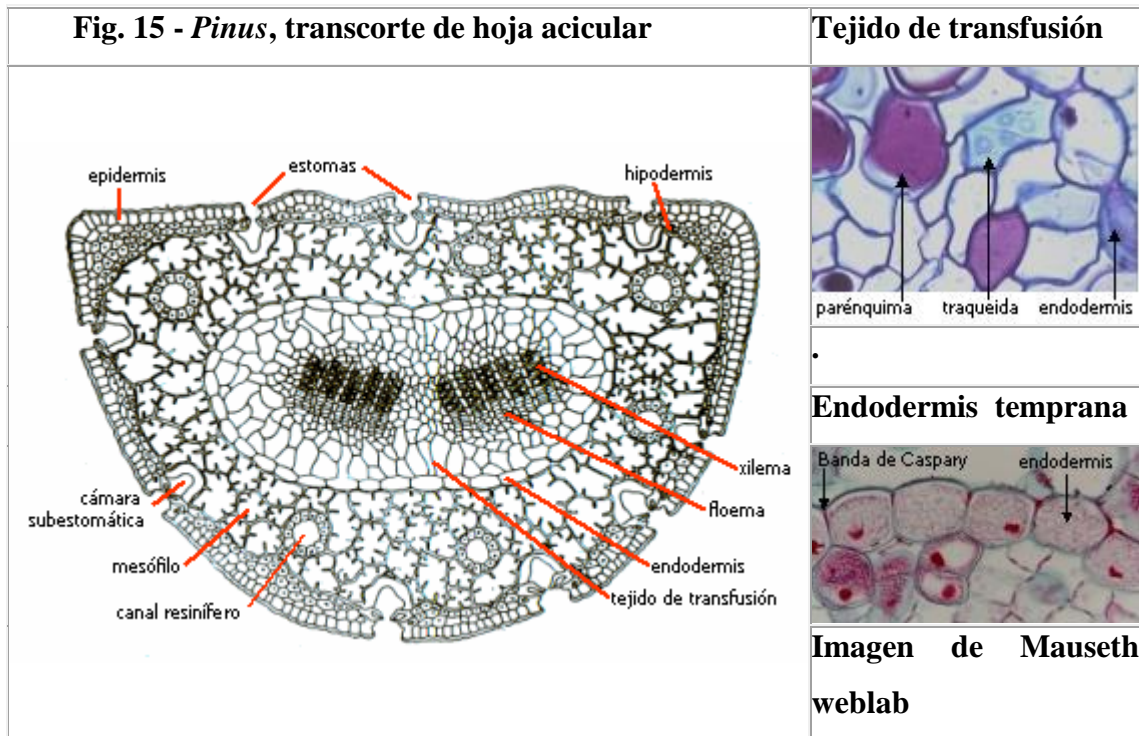 Fig. 15 - Pinus, transcorte de hoja acicular
Tejido de transfusión
estomas
epidermis
hipodermis
parénquima traqueida endodermis
.
Endodermis temprana
Banda de Caspary endodermis
xilema
floema
cámara
subestomática
mesófilo
endodermis
tejido de transfusión
canal resinífero
Imagen de Mauseth
weblab